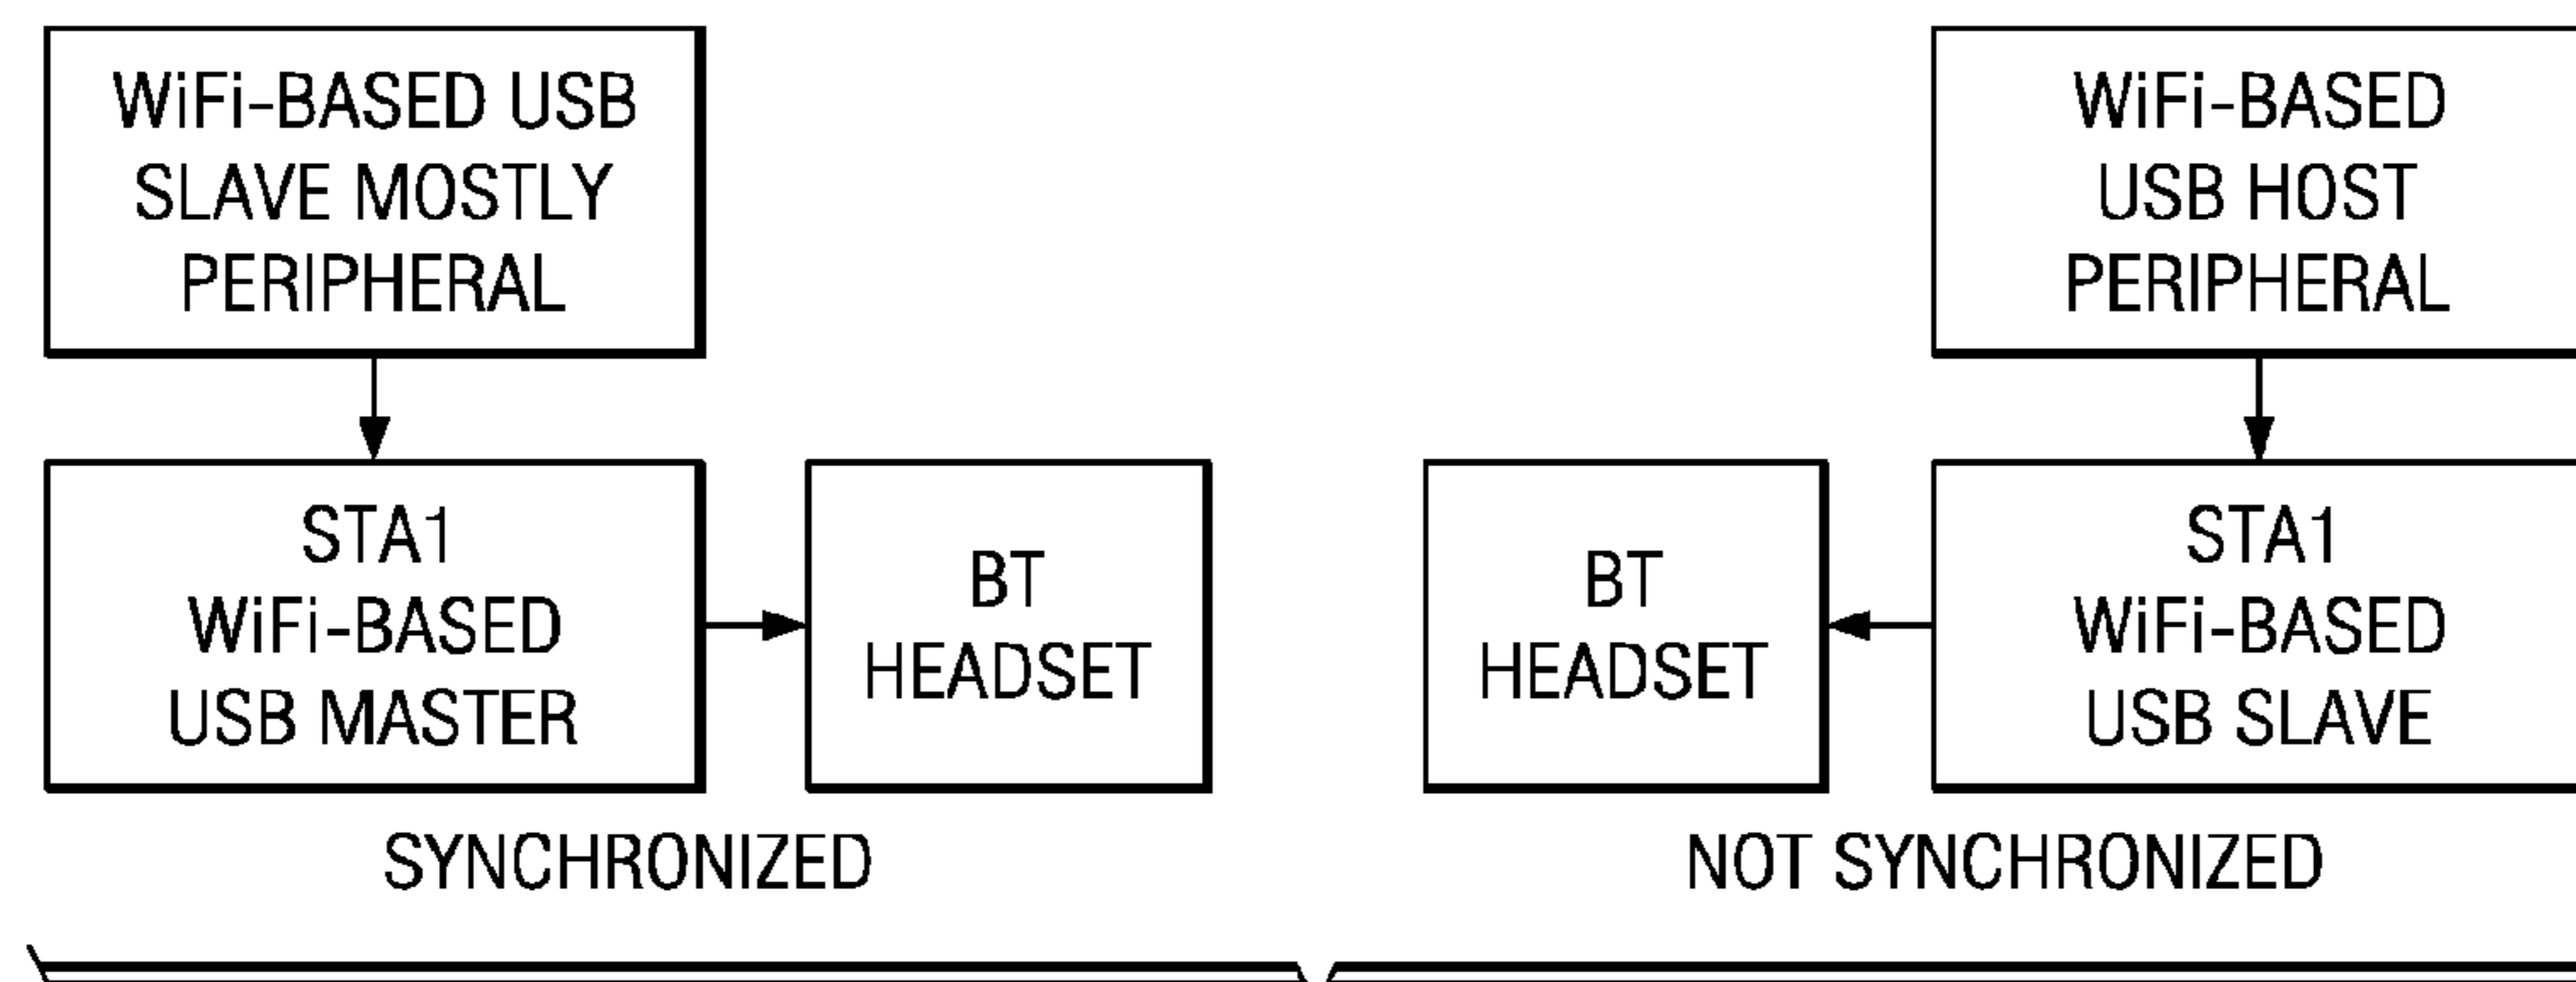 WiFi-BASED USB
SLAVE MOSTLY
PERIPHERAL
STA1
WiFi-BASED
USB MASTER
BT
HEADSET
SYNCHRONIZED
WiFi-BASED
USB HOST
PERIPHERAL
BT
HEADSET
STA1
WiFi-BASED
USB SLAVE
NOT SYNCHRONIZED